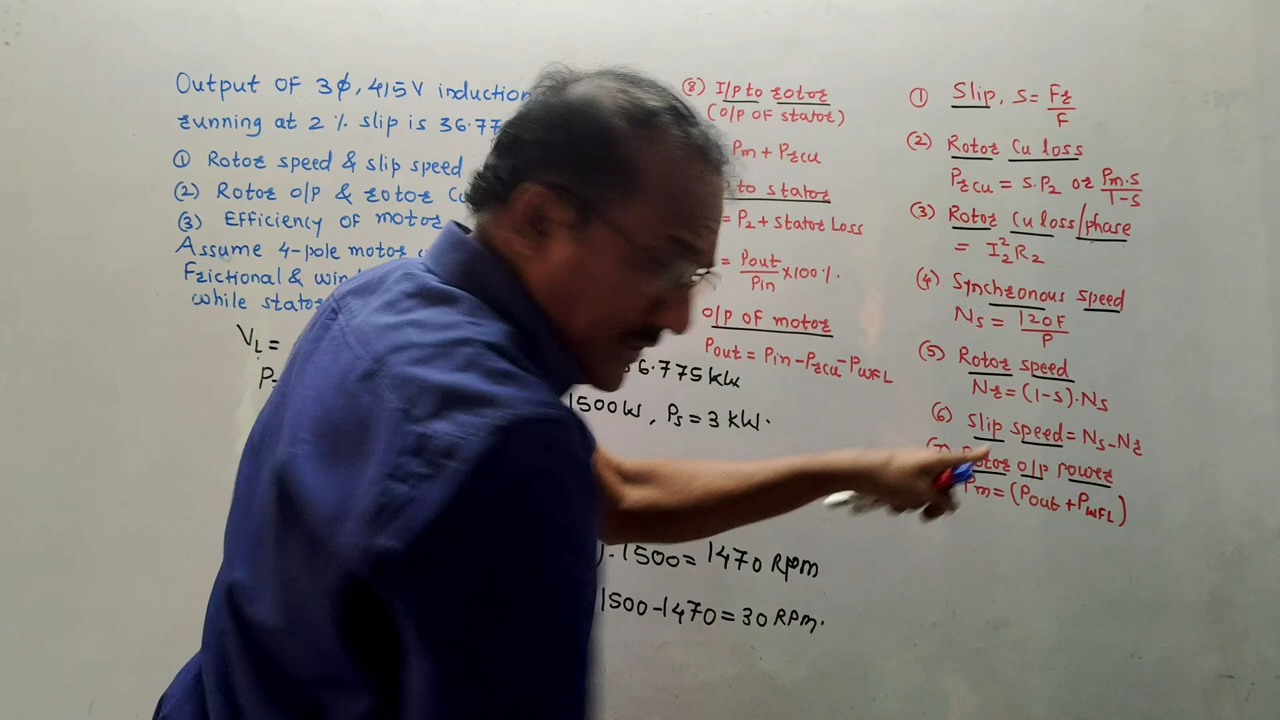 Output OF 3Φ, 415V induction
running at 2 % slip is 36.77
① Rotor speed & slip speed
(2) Rotor O/P & rotor Cu
(3) Efficiency of motor
Assume 4-pole motor
Frictional & win
while stator
VL =
P
36.775 kW
1500 W, Ps = 3 kW.
) - 1500 = 1470 RPm
1500 - 1470 = 30 RPm.
(8) I/P to rotor
(O/P OF stator)
Pm + Prcu
to stator
= P2 + stator Loss
= Pout/Pin × 100 %.
O/P OF motor
Pout = Pin - Prcu - PWFL
① Slip, S = Fr/F
(2) Rotor Cu loss
Prcu = S.P2 or Pm.S/1-S
(3) Rotor Cu loss/phase
= I2²R2
(4) Synchronous speed
Ns = 120F/P
(5) Rotor speed
Nr = (1-S).Ns
(6) Slip speed = Ns - Nr
(7) Rotor O/P power
Pm = (Pout + PWFL)